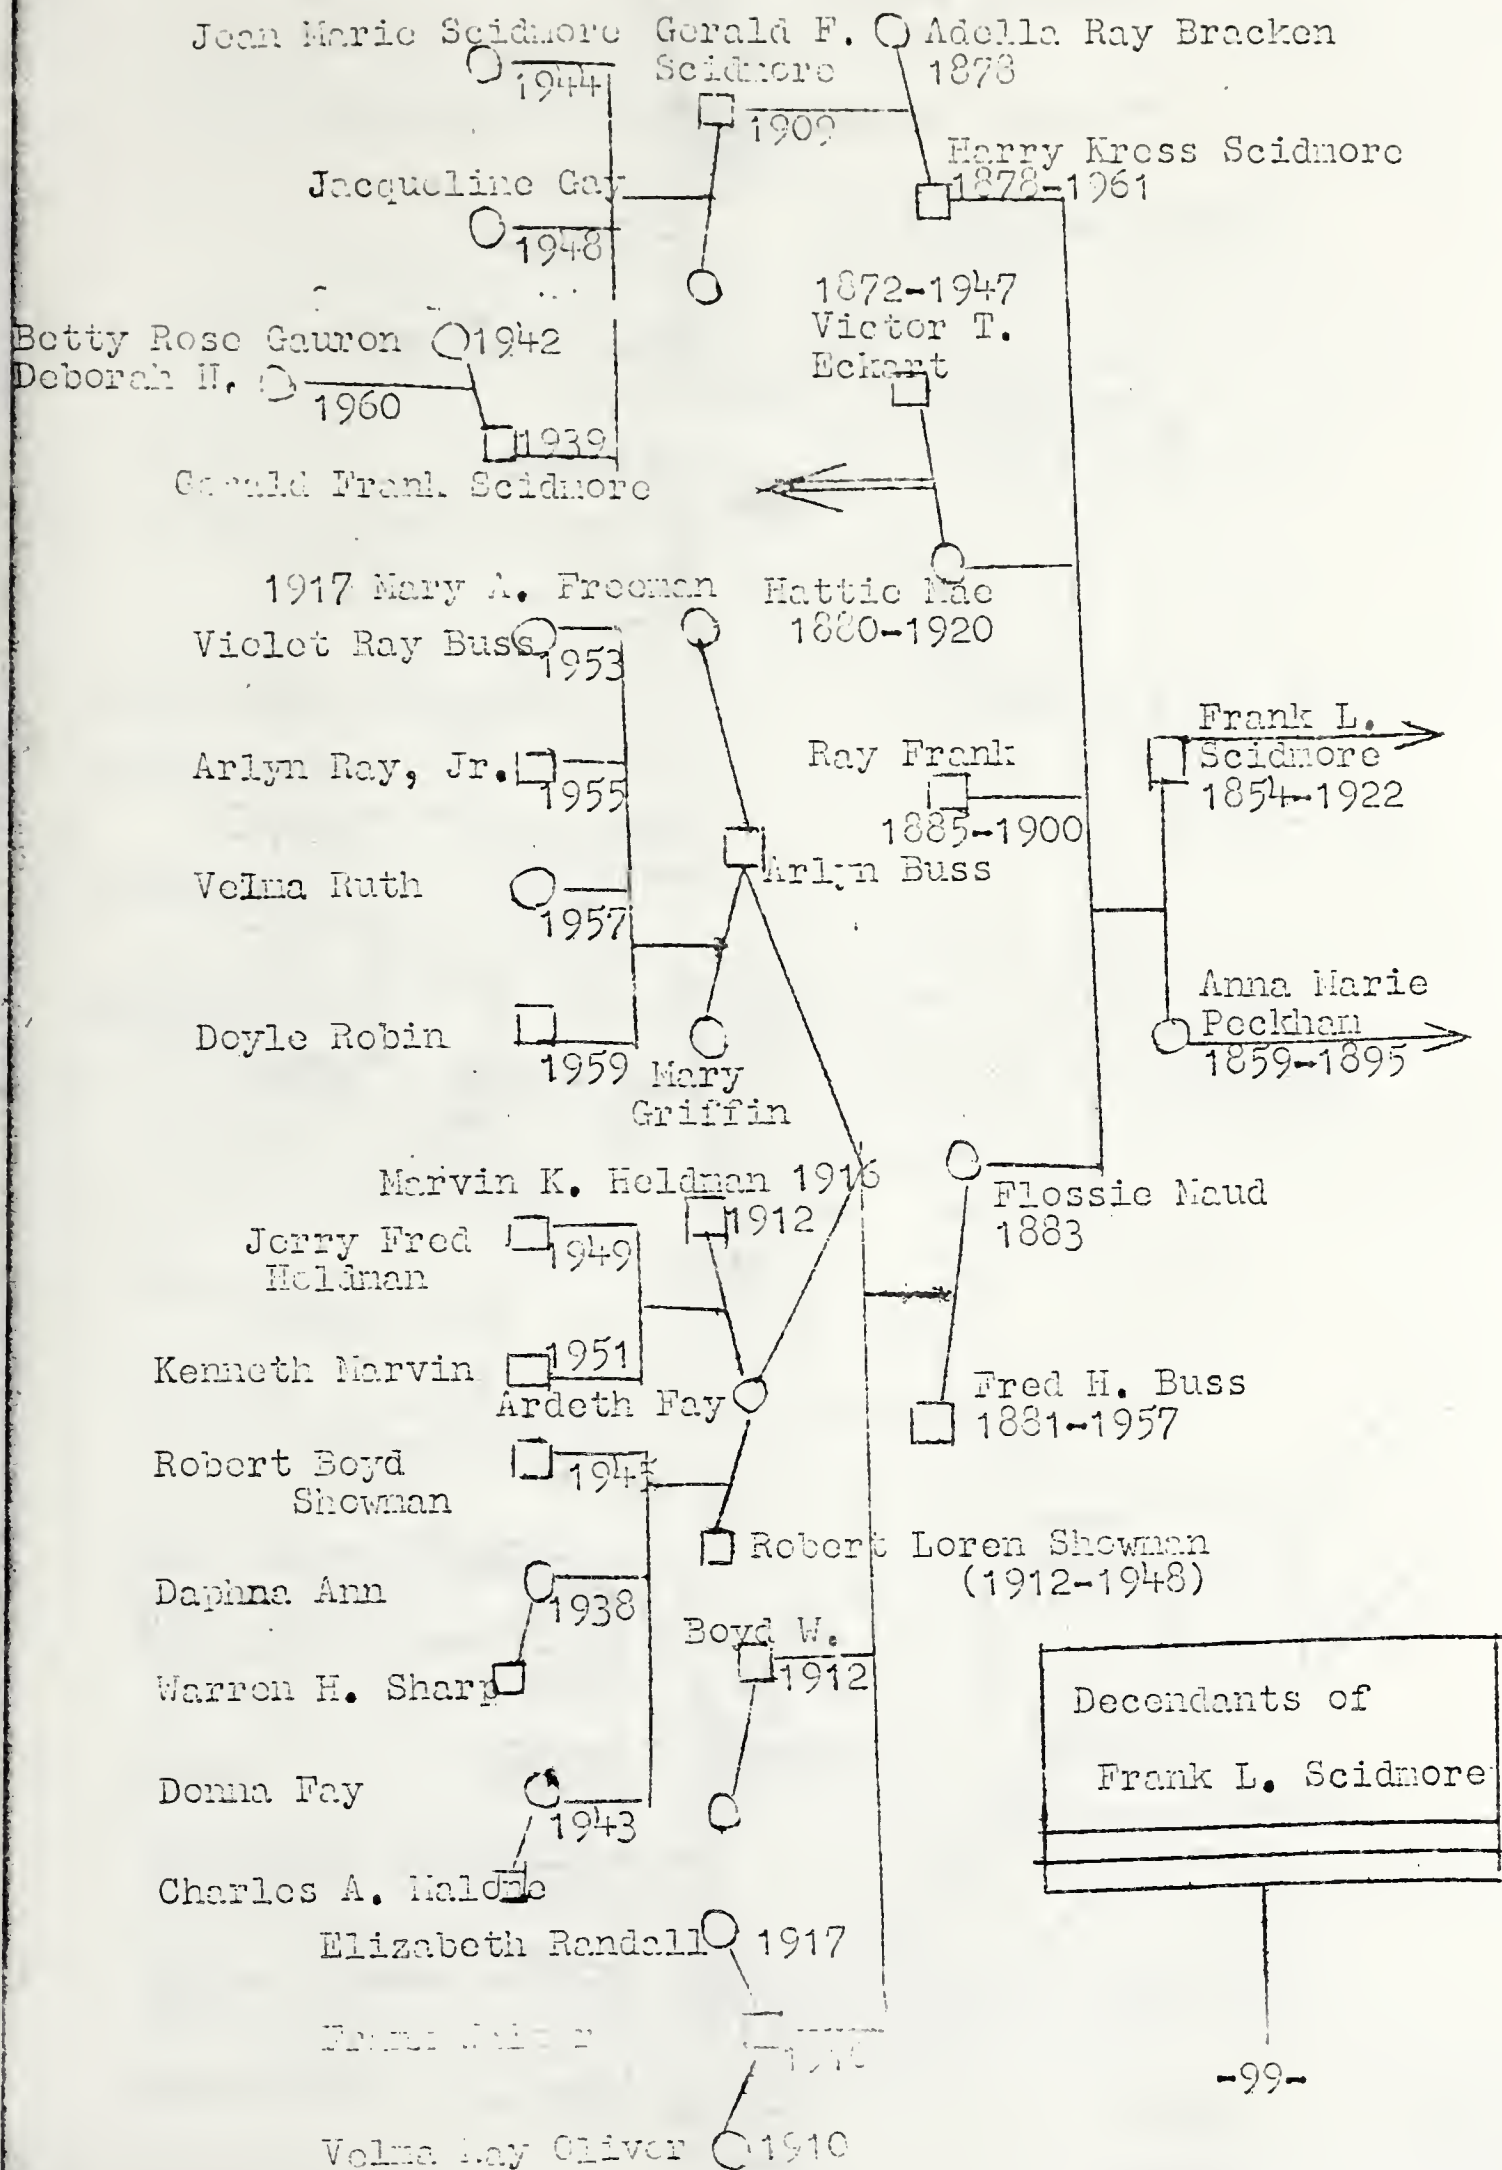 Jean Marie Scidmore
1944
Gerald F.
Scidmore
1909
Adella Ray Bracken
1878
Harry Kress Scidmore
1878-1961
Jacqueline Gay
1948
1872-1947
Victor T.
Eckart
Betty Rose Gauron 1942
Deborah
1960
1939
Gerald Frank Scidmore
1917 Mary A. Freeman
Hattie Mae
1880-1920
Violet Ray Buss
1953
Frank L.
Scidmore
1854-1922
Ray Frank
1885-1900
Arlyn Ray, Jr.
1955
Arlyn Buss
Velma Ruth
1957
Anna Marie
Peckham
1859-1895
Doyle Robin
1959
Mary
Griffin
Marvin K. Heldman 1916
1912
Flossie Maud
1883
Jerry Fred
Heldman
1949
Kenneth Marvin
1951
Ardeth Fay
Fred H. Buss
1881-1957
Robert Boyd
Showman
Robert Loren Showman
(1912-1948)
Daphna Ann
1938
Boyd W.
1912
Warren H. Sharp
Decendants of
Frank L. Scidmore
Donna Fay
1943
Charles A. Malone
Elizabeth Randall 1917
Velma Oliver 1910
-99-